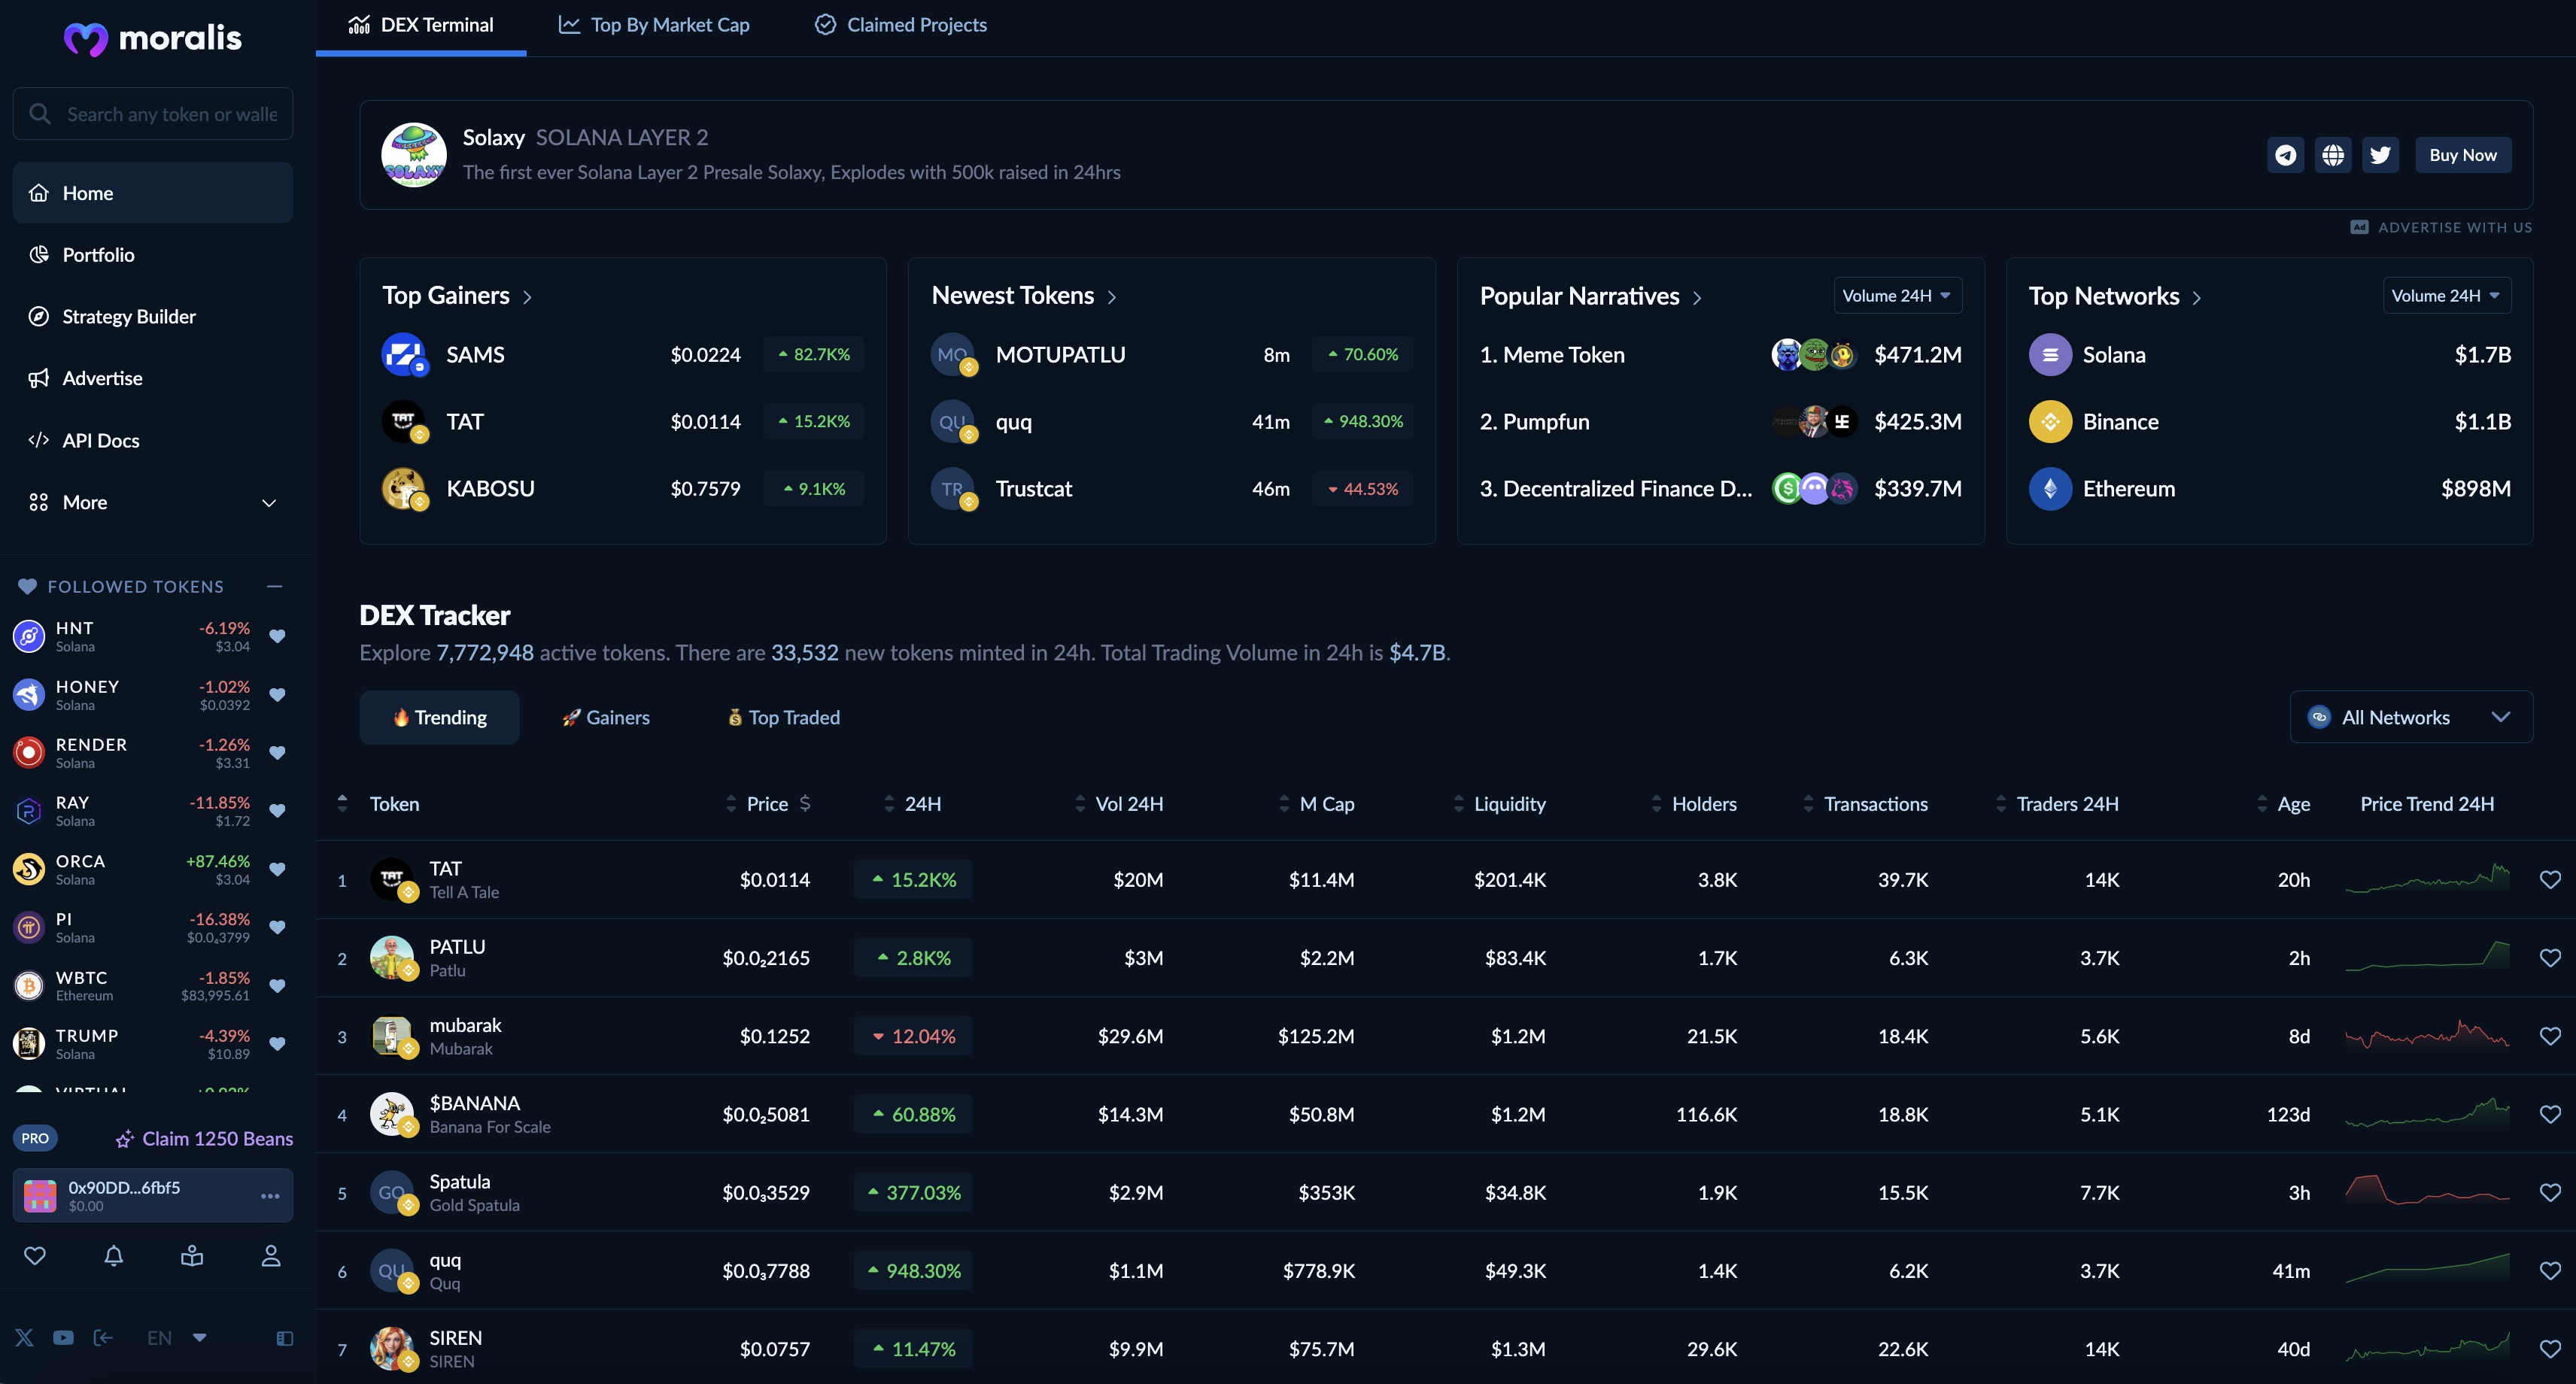 moralis
Search any token or walle
Home
Portfolio
Strategy Builder
Advertise
API Docs
More
FOLLOWED TOKENS
HNT -6.19%
Solana $3.04
HONEY -1.02%
Solana $0.0392
RENDER -1.26%
Solana $3.31
RAY -11.85%
Solana $1.72
ORCA +87.46%
Solana $3.04
PI -16.38%
Solana $0.0₄3799
WBTC -1.85%
Ethereum $83,995.61
TRUMP -4.39%
Solana $10.89
PRO Claim 1250 Beans
0x90DD...6fbf5
$0.00
EN
DEX Terminal Top By Market Cap Claimed Projects
Solaxy SOLANA LAYER 2
The first ever Solana Layer 2 Presale Solaxy, Explodes with 500k raised in 24hrs
SOLAXY
Buy Now
Ad ADVERTISE WITH US
Top Gainers
SAMS $0.0224 82.7K%
TAT TAT $0.0114 15.2K%
KABOSU $0.7579 9.1K%
Newest Tokens
MO MOTUPATLU 8m 70.60%
QU quq 41m 948.30%
TR Trustcat 46m 44.53%
Popular Narratives Volume 24H
1. Meme Token $471.2M
2. Pumpfun $425.3M
3. Decentralized Finance D... $339.7M
Top Networks Volume 24H
Solana $1.7B
Binance $1.1B
Ethereum $898M
DEX Tracker
Explore 7,772,948 active tokens. There are 33,532 new tokens minted in 24h. Total Trading Volume in 24h is $4.7B.
🔥 Trending 🚀 Gainers 💰 Top Traded All Networks
Token Price $ 24H Vol 24H M Cap Liquidity Holders Transactions Traders 24H Age Price Trend 24H
1 TAT TAT $0.0114 15.2K% $20M $11.4M $201.4K 3.8K 39.7K 14K 20h
Tell A Tale
2 PATLU $0.0₂2165 2.8K% $3M $2.2M $83.4K 1.7K 6.3K 3.7K 2h
Patlu
3 mubarak $0.1252 12.04% $29.6M $125.2M $1.2M 21.5K 18.4K 5.6K 8d
Mubarak
4 $BANANA $0.0₂5081 60.88% $14.3M $50.8M $1.2M 116.6K 18.8K 5.1K 123d
Banana For Scale
5 GO Spatula $0.0₃3529 377.03% $2.9M $353K $34.8K 1.9K 15.5K 7.7K 3h
Gold Spatula
6 QU quq $0.0₃7788 948.30% $1.1M $778.9K $49.3K 1.4K 6.2K 3.7K 41m
Quq
7 SIREN $0.0757 11.47% $9.9M $75.7M $1.3M 29.6K 22.6K 14K 40d
SIREN